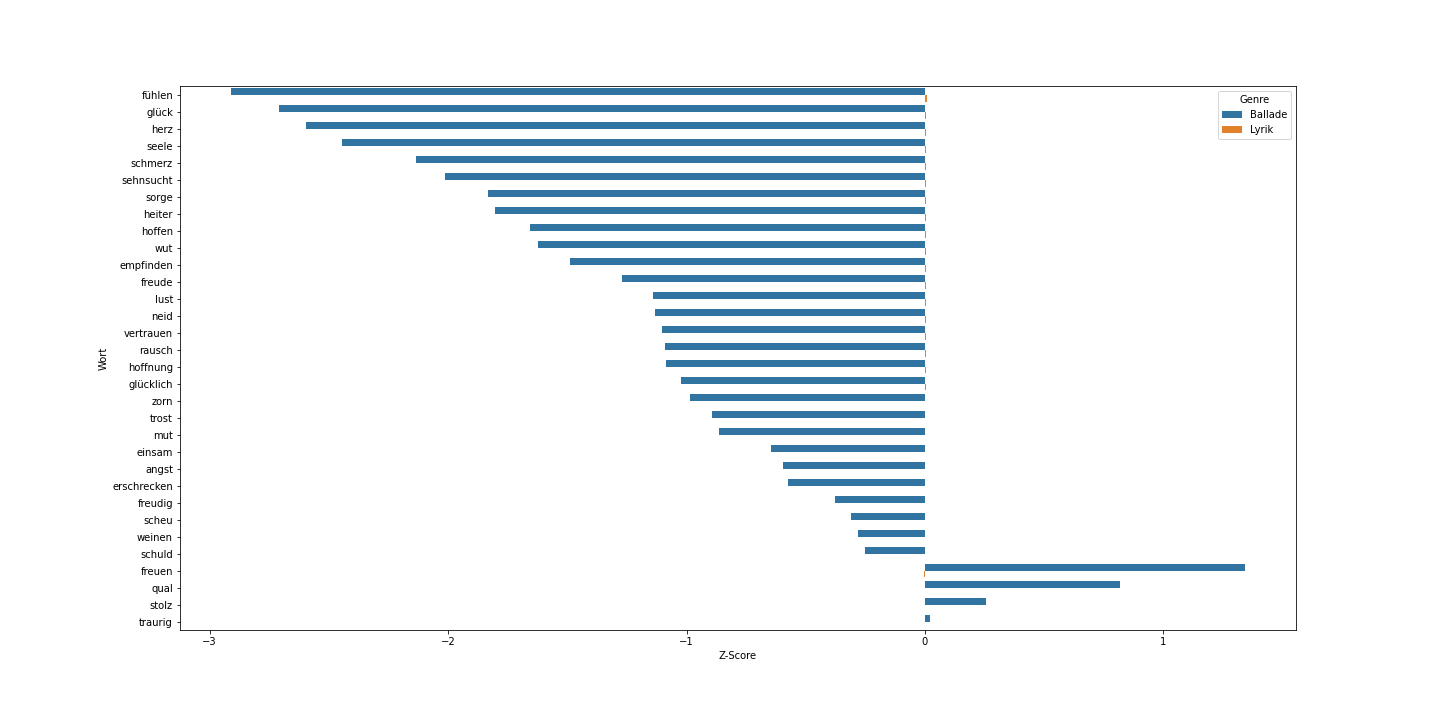 Genre
Ballade
Lyrik
Wort
fühlen
glück
herz
seele
schmerz
sehnsucht
sorge
heiter
hoffen
wut
empfinden
freude
lust
neid
vertrauen
rausch
hoffnung
glücklich
zorn
trost
mut
einsam
angst
erschrecken
freudig
scheu
weinen
schuld
freuen
qual
stolz
traurig
−3 −2 −1 0 1
Z-Score